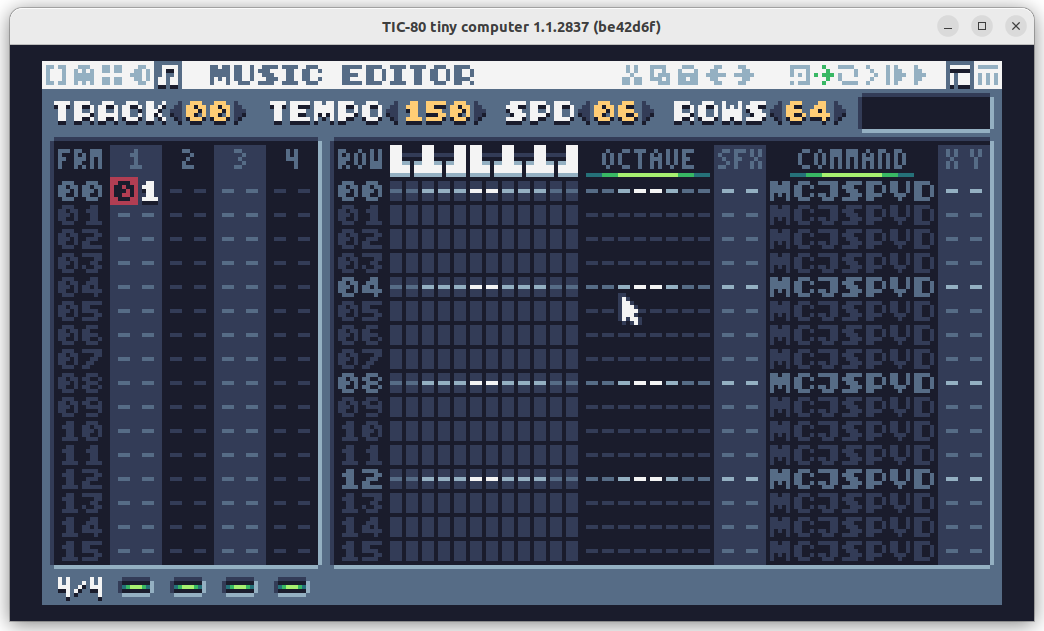 TIC-80 tiny computer 1.1.2837 (be42d6f)
MUSIC EDITOR
TRACK 00 TEMPO 150 SPD 06 ROWS 64
FRM 1 2 3 4 ROW OCTAVE SFX COMMAND X Y
00 01 -- -- -- 00 -- MCJSPVD --
01 -- -- -- -- 01 -- MCJSPVD --
02 -- -- -- -- 02 -- MCJSPVD --
03 -- -- -- -- 03 -- MCJSPVD --
04 -- -- -- -- 04 -- MCJSPVD --
05 -- -- -- -- 05 -- MCJSPVD --
06 -- -- -- -- 06 -- MCJSPVD --
07 -- -- -- -- 07 -- MCJSPVD --
08 -- -- -- -- 08 -- MCJSPVD --
09 -- -- -- -- 09 -- MCJSPVD --
10 -- -- -- -- 10 -- MCJSPVD --
11 -- -- -- -- 11 -- MCJSPVD --
12 -- -- -- -- 12 -- MCJSPVD --
13 -- -- -- -- 13 -- MCJSPVD --
14 -- -- -- -- 14 -- MCJSPVD --
15 -- -- -- -- 15 -- MCJSPVD --
4/4